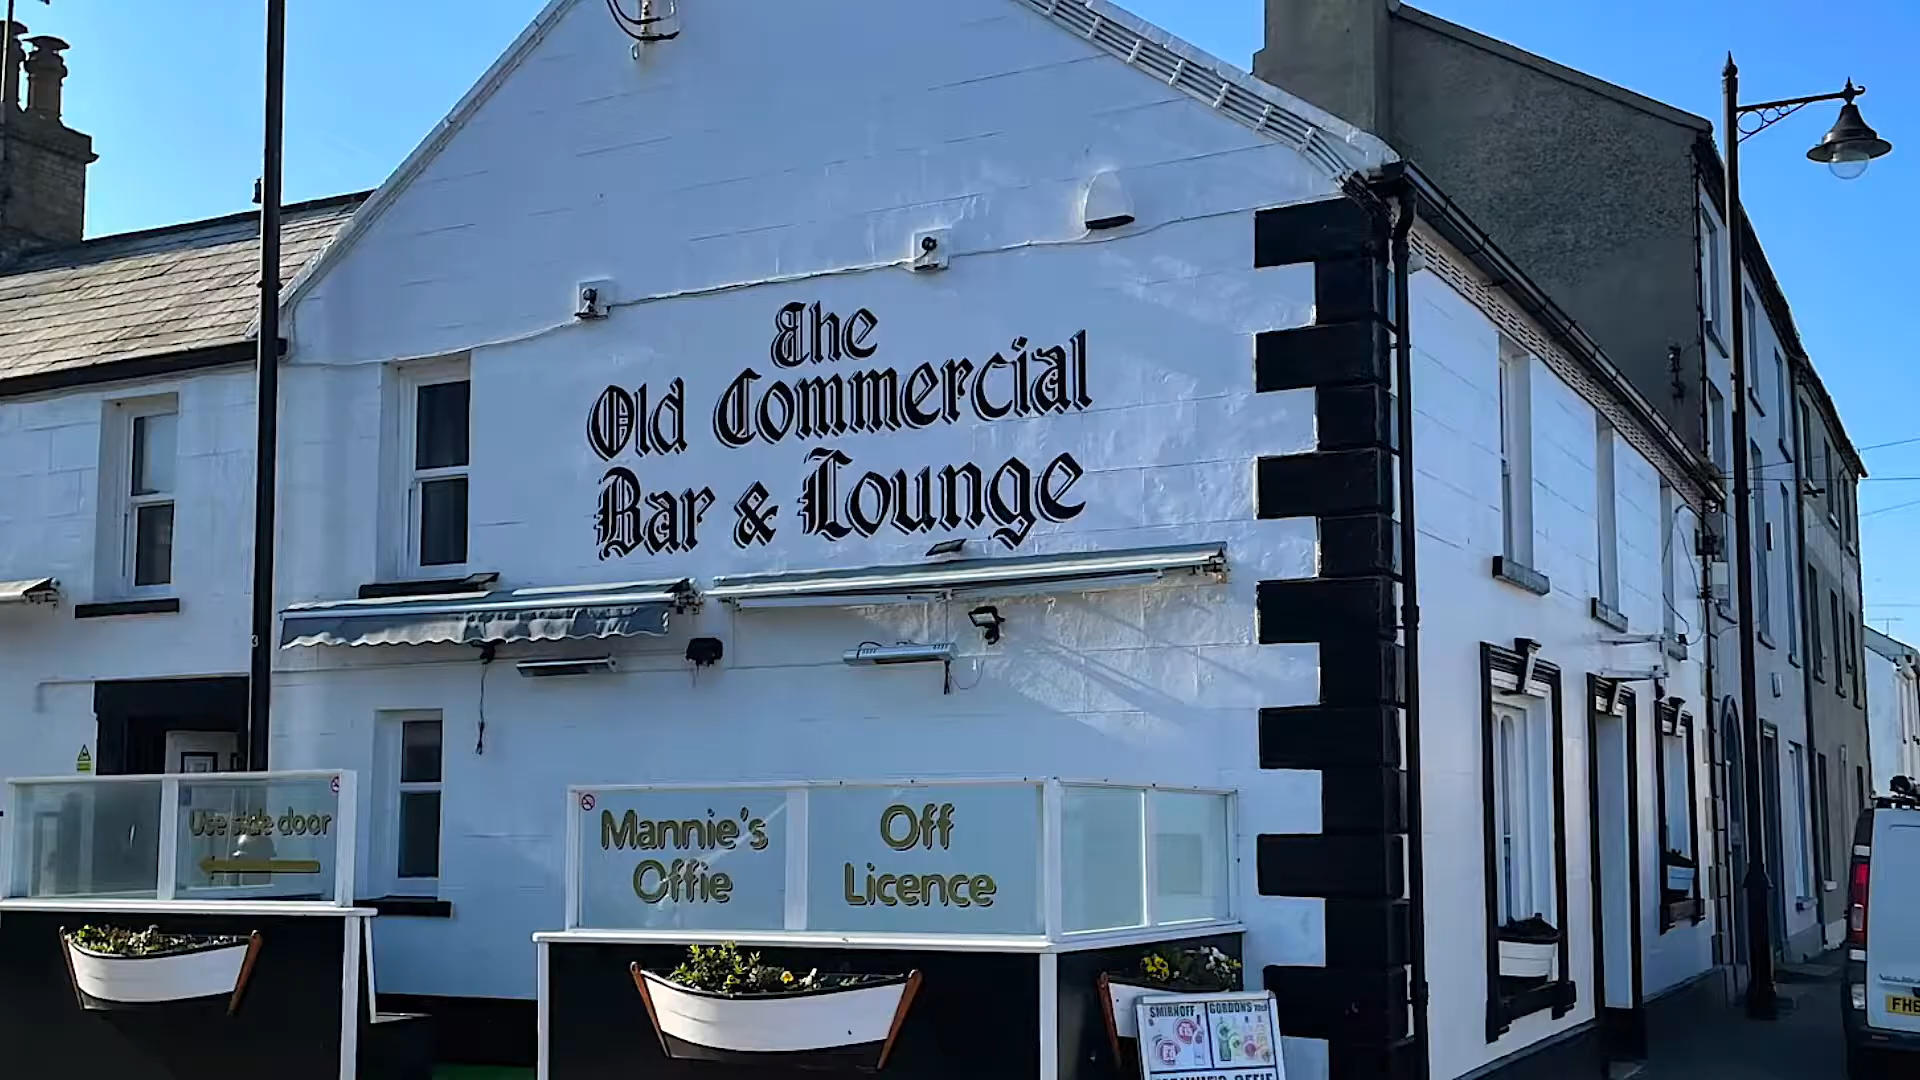 The
Old Commercial
Bar & Lounge
Use side door
Mannie's
Offie
Off
Licence
SMIRNOFF
GORDONS